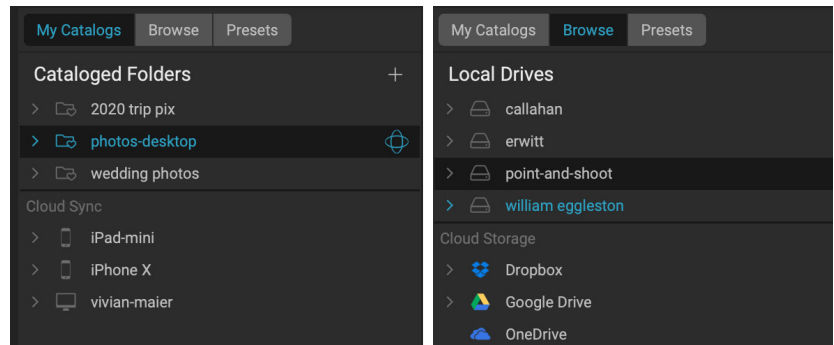 My Catalogs Browse Presets
Cataloged Folders
2020 trip pix
photos-desktop
wedding photos
Cloud Sync
iPad-mini
iPhone X
vivian-maier
My Catalogs Browse Presets
Local Drives
callahan
erwitt
point-and-shoot
william eggleston
Cloud Storage
Dropbox
Google Drive
OneDrive